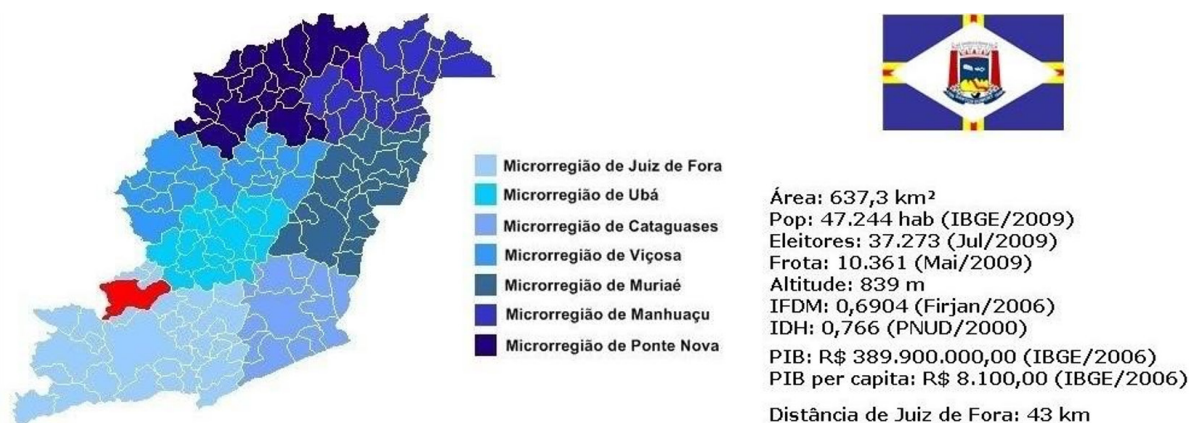 Microrregião de Juiz de Fora
Microrregião de Ubá
Microrregião de Cataguases
Microrregião de Viçosa
Microrregião de Muriaé
Microrregião de Manhuaçu
Microrregião de Ponte Nova
Área: 637,3 km²
Pop: 47.244 hab (IBGE/2009)
Eleitores: 37.273 (Jul/2009)
Frota: 10.361 (Mai/2009)
Altitude: 839 m
IFDM: 0,6904 (Firjan/2006)
IDH: 0,766 (PNUD/2000)
PIB: R$ 389.900.000,00 (IBGE/2006)
PIB per capita: R$ 8.100,00 (IBGE/2006)
Distância de Juiz de Fora: 43 km